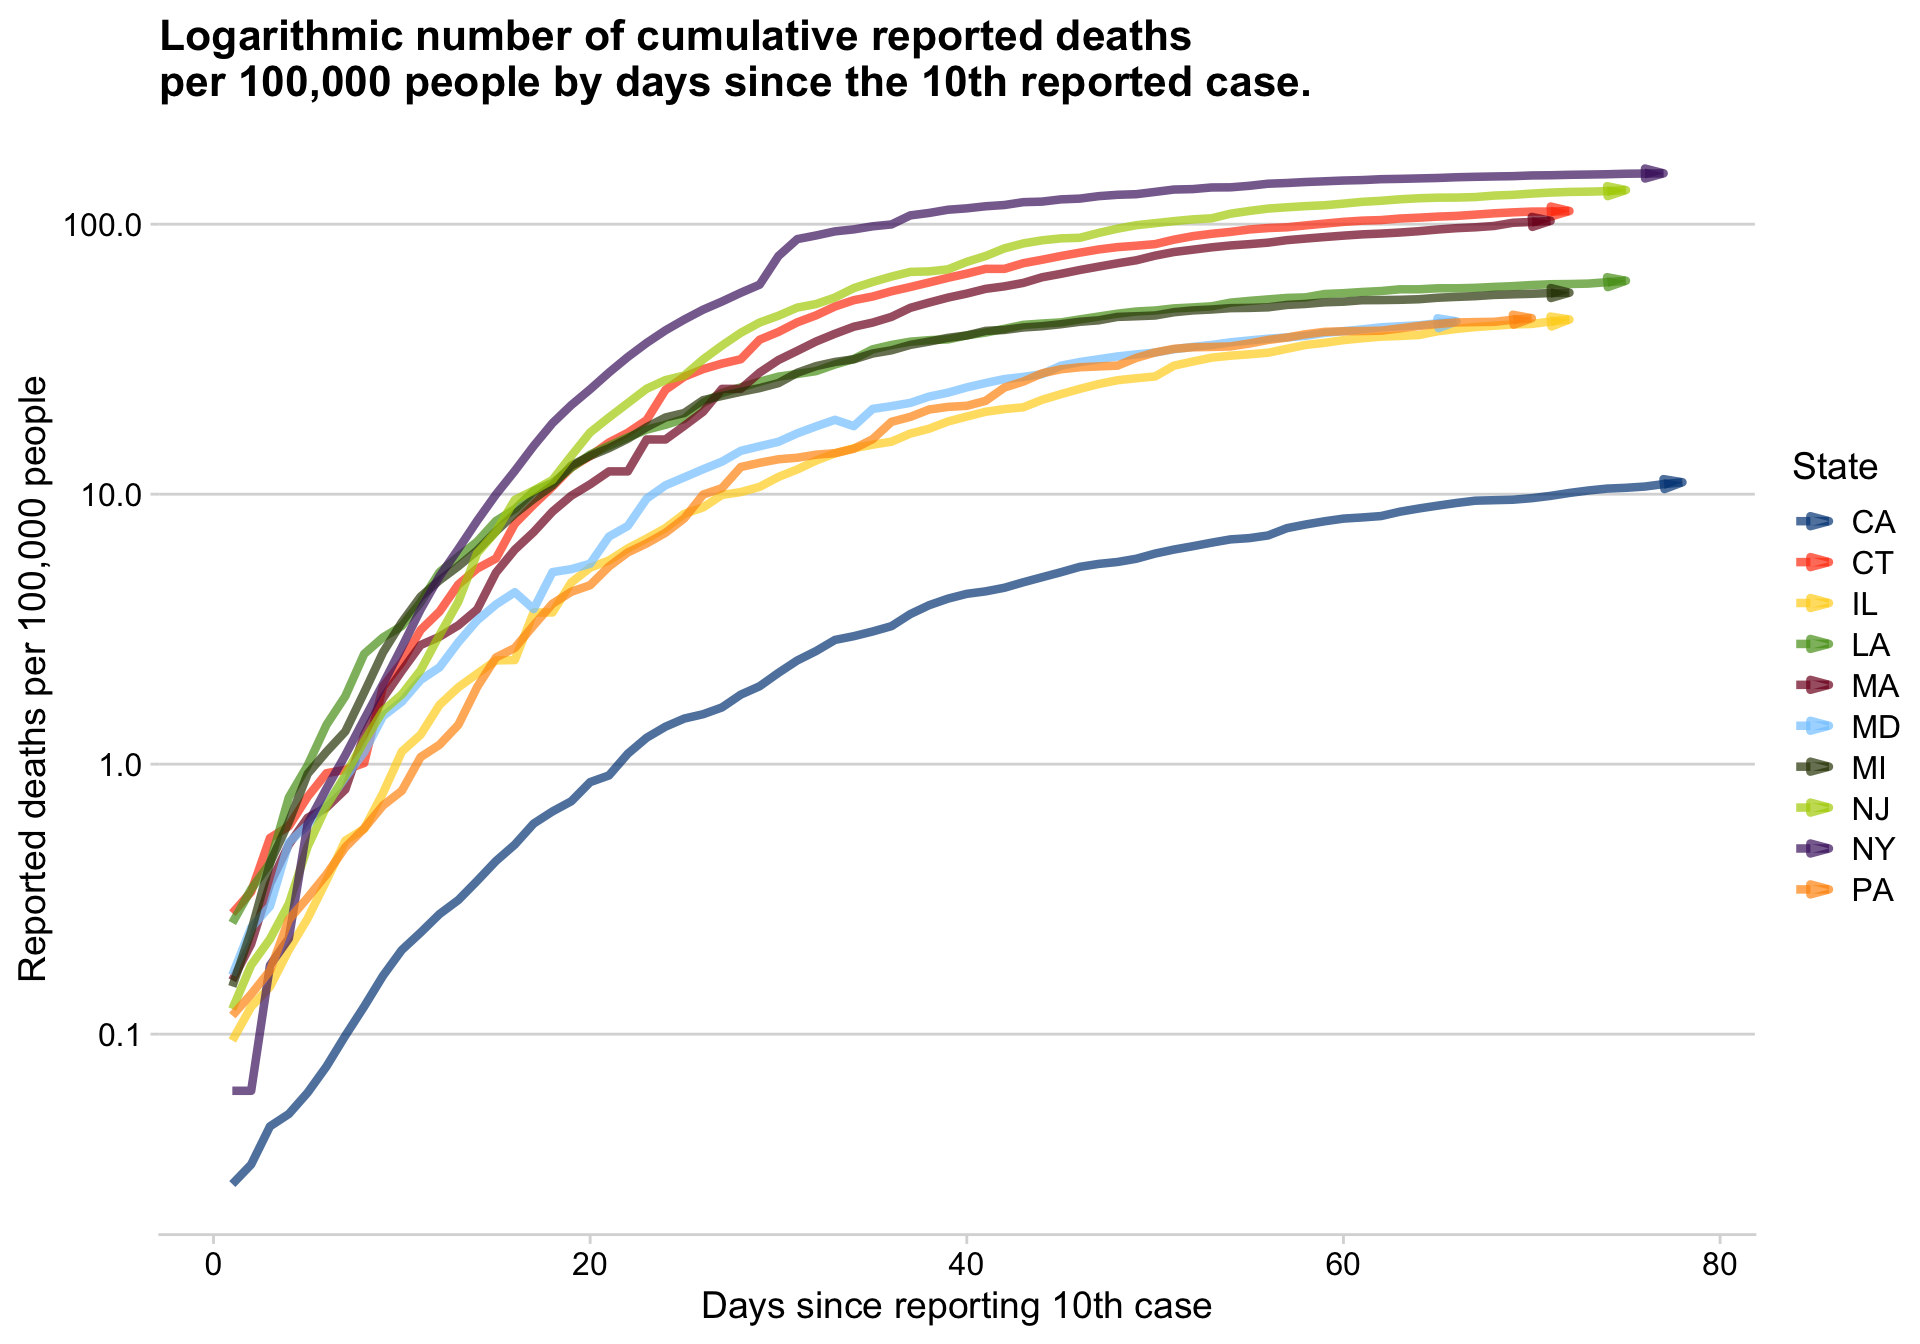 Logarithmic number of cumulative reported deaths
per 100,000 people by days since the 10th reported case.
Reported deaths per 100,000 people
100.0
10.0
1.0
0.1
0
20
40
60
80
Days since reporting 10th case
State
CA
CT
IL
LA
MA
MD
MI
NJ
NY
PA